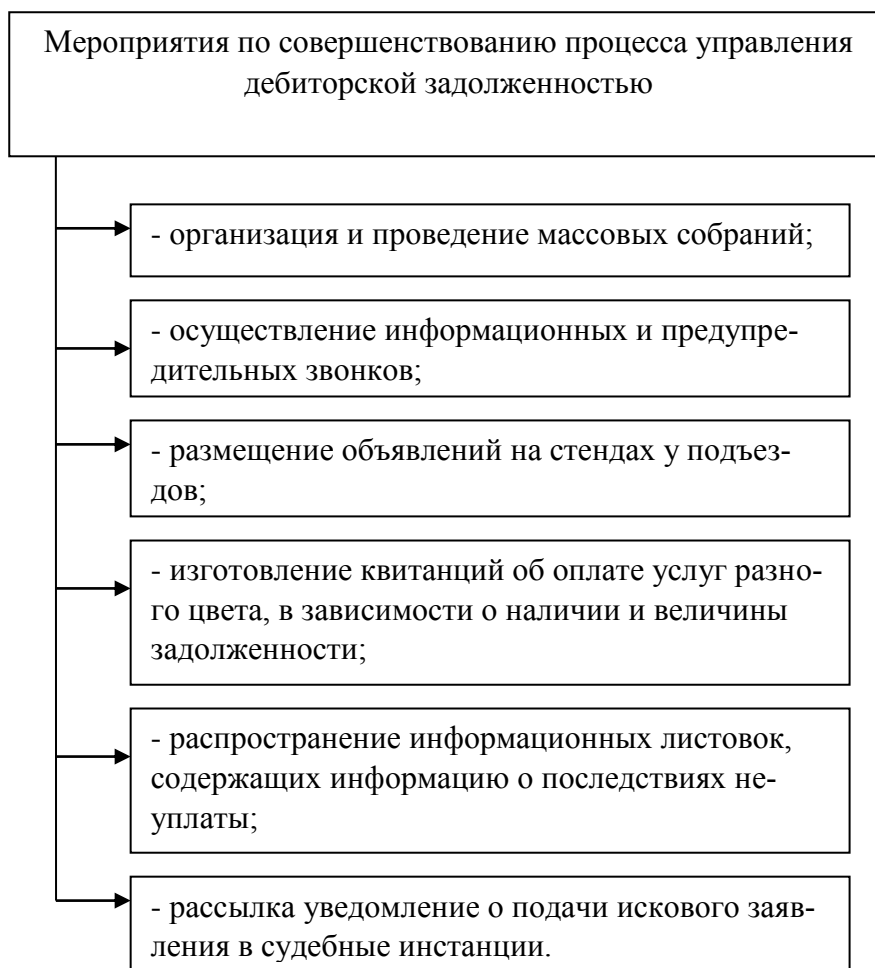 Мероприятия по совершенствованию процесса управления
дебиторской задолженностью
- организация и проведение массовых собраний;
- осуществление информационных и предупре-
дительных звонков;
- размещение объявлений на стендах у подъез-
дов;
- изготовление квитанций об оплате услуг разно-
го цвета, в зависимости о наличии и величины
задолженности;
- распространение информационных листовок,
содержащих информацию о последствиях не-
уплаты;
- рассылка уведомление о подачи искового заяв-
ления в судебные инстанции.